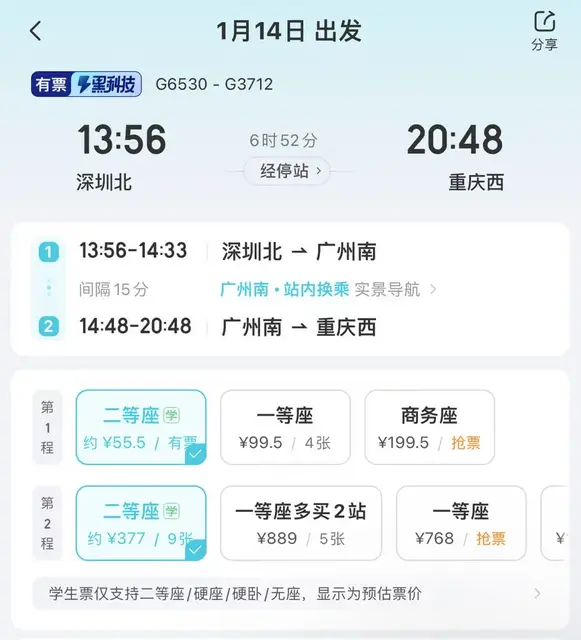 1月14日 出发
分享
有票 黑科技 G6530 - G3712
13:56 6时52分 20:48
深圳北 经停站 重庆西
1 13:56-14:33 深圳北 ⇀ 广州南
间隔15分 广州南·站内换乘 实景导航
2 14:48-20:48 广州南 ⇀ 重庆西
第1程
二等座 学 一等座 商务座
约 ¥55.5 / 有票 ¥99.5 / 4张 ¥199.5 / 抢票
第2程
二等座 学 一等座多买2站 一等座
约 ¥377 / 9张 ¥889 / 5张 ¥768 / 抢票 ¥
学生票仅支持二等座/硬座/硬卧/无座，显示为预估票价